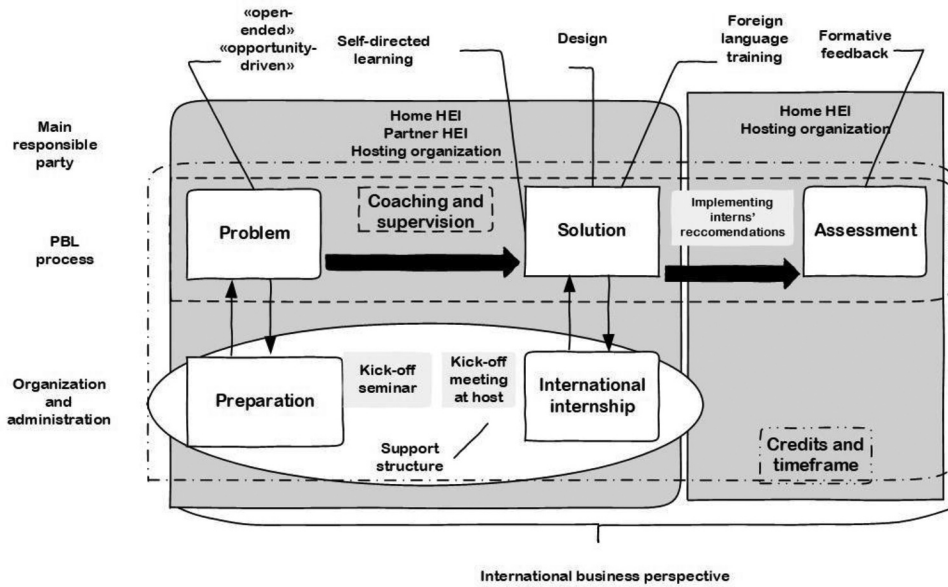 «open-
ended»
«opportunity-
driven»
Self-directed
learning
Design
Foreign
language
training
Formative
feedback
Main
responsible
party
Home HEI
Partner HEI
Hosting organization
Home HEI
Hosting organization
PBL
process
Problem
Coaching and
supervision
Solution
Implementing
interns'
reccomendations
Assessment
Organization
and
administration
Preparation
Kick-off
seminar
Kick-off
meeting
at host
International
internship
Support
structure
Credits and
timeframe
International business perspective